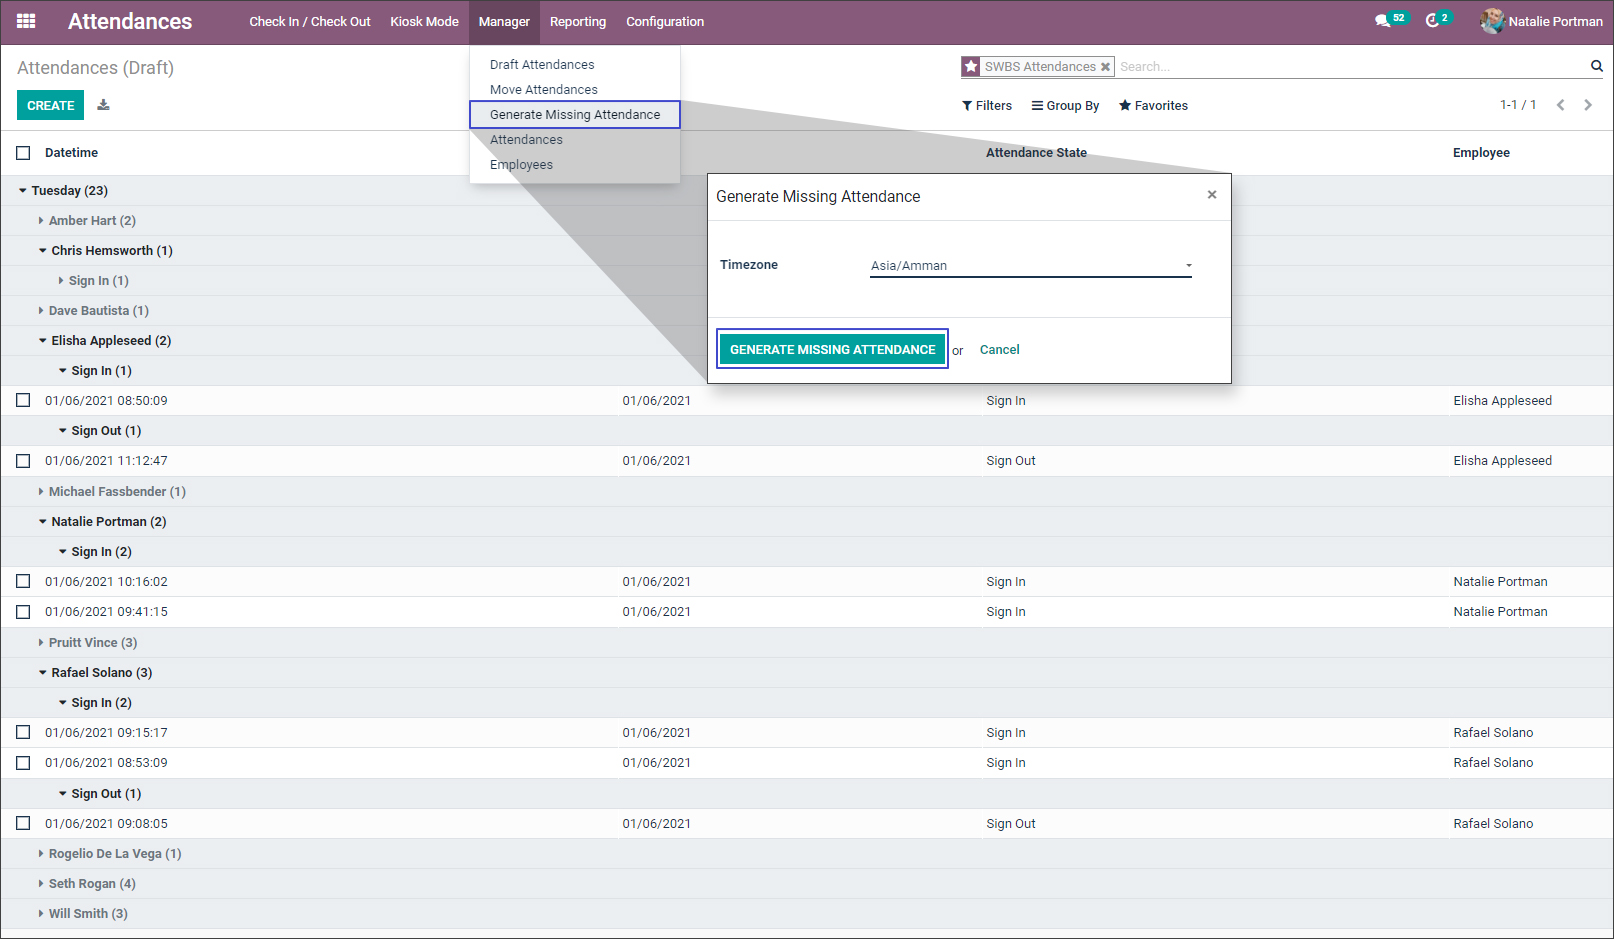 Attendances Check In / Check Out Kiosk Mode Manager Reporting Configuration 52 2 Natalie Portman
Attendances (Draft)
SWBS Attendances Search...
CREATE
Filters Group By Favorites 1-1 / 1
Draft Attendances
Move Attendances
Generate Missing Attendance
Attendances
Employees
Datetime Attendance State Employee
Generate Missing Attendance
Timezone Asia/Amman
GENERATE MISSING ATTENDANCE or Cancel
Tuesday (23)
Amber Hart (2)
Chris Hemsworth (1)
Sign In (1)
Dave Bautista (1)
Elisha Appleseed (2)
Sign In (1)
01/06/2021 08:50:09 01/06/2021 Sign In Elisha Appleseed
Sign Out (1)
01/06/2021 11:12:47 01/06/2021 Sign Out Elisha Appleseed
Michael Fassbender (1)
Natalie Portman (2)
Sign In (2)
01/06/2021 10:16:02 01/06/2021 Sign In Natalie Portman
01/06/2021 09:41:15 01/06/2021 Sign In Natalie Portman
Pruitt Vince (3)
Rafael Solano (3)
Sign In (2)
01/06/2021 09:15:17 01/06/2021 Sign In Rafael Solano
01/06/2021 08:53:09 01/06/2021 Sign In Rafael Solano
Sign Out (1)
01/06/2021 09:08:05 01/06/2021 Sign Out Rafael Solano
Rogelio De La Vega (1)
Seth Rogan (4)
Will Smith (3)